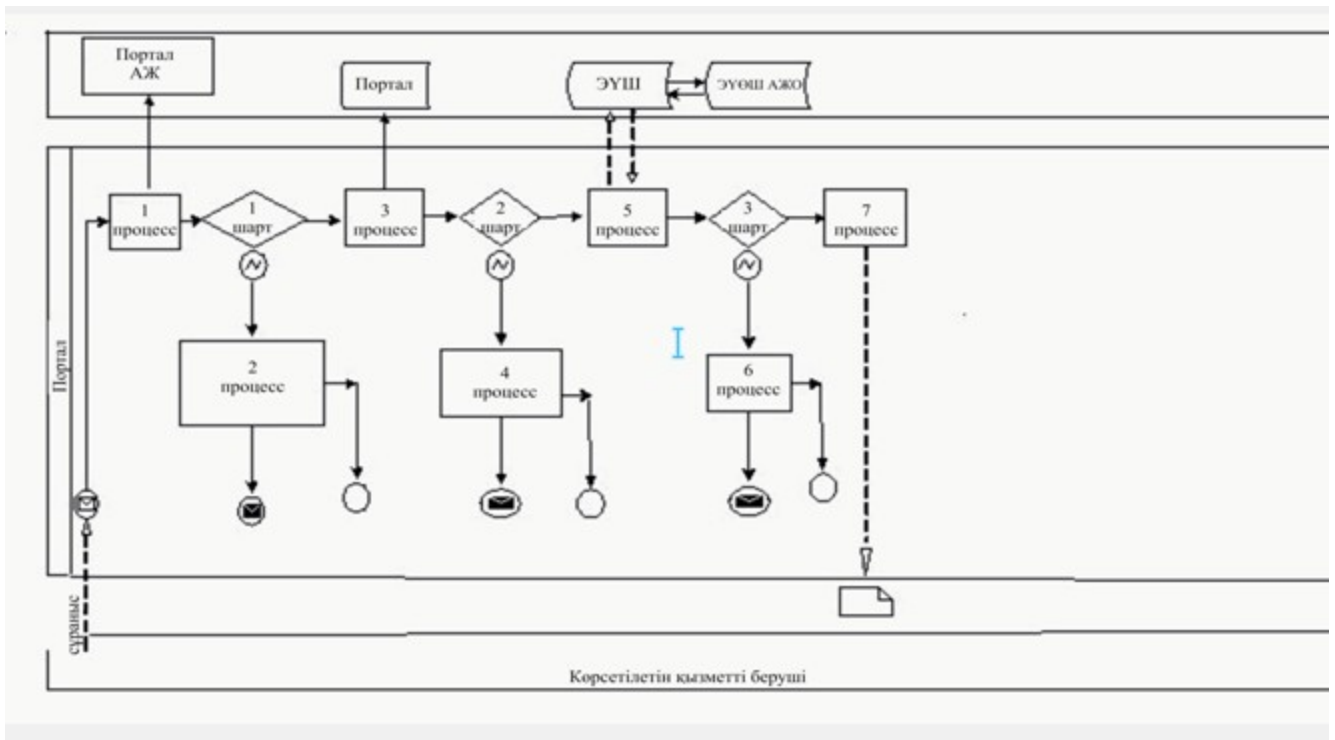 Портал
АЖ
Портал
ЭҮШ
ЭҮӨШ АЖО
1
процесс
1
шарт
3
процесс
2
шарт
5
процесс
3
шарт
7
процесс
2
процесс
4
процесс
6
процесс
Портал
сұраныс
Көрсетілетін қызметті беруші